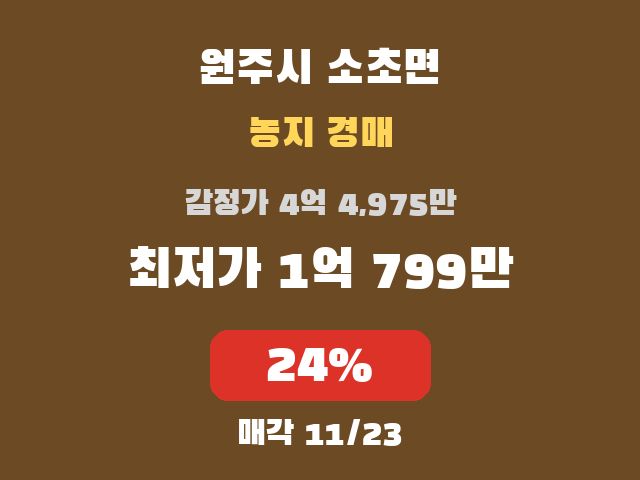 원주시 소초면
농지 경매
감정가 4억 4,975만
최저가 1억 799만
24%
매각 11/23